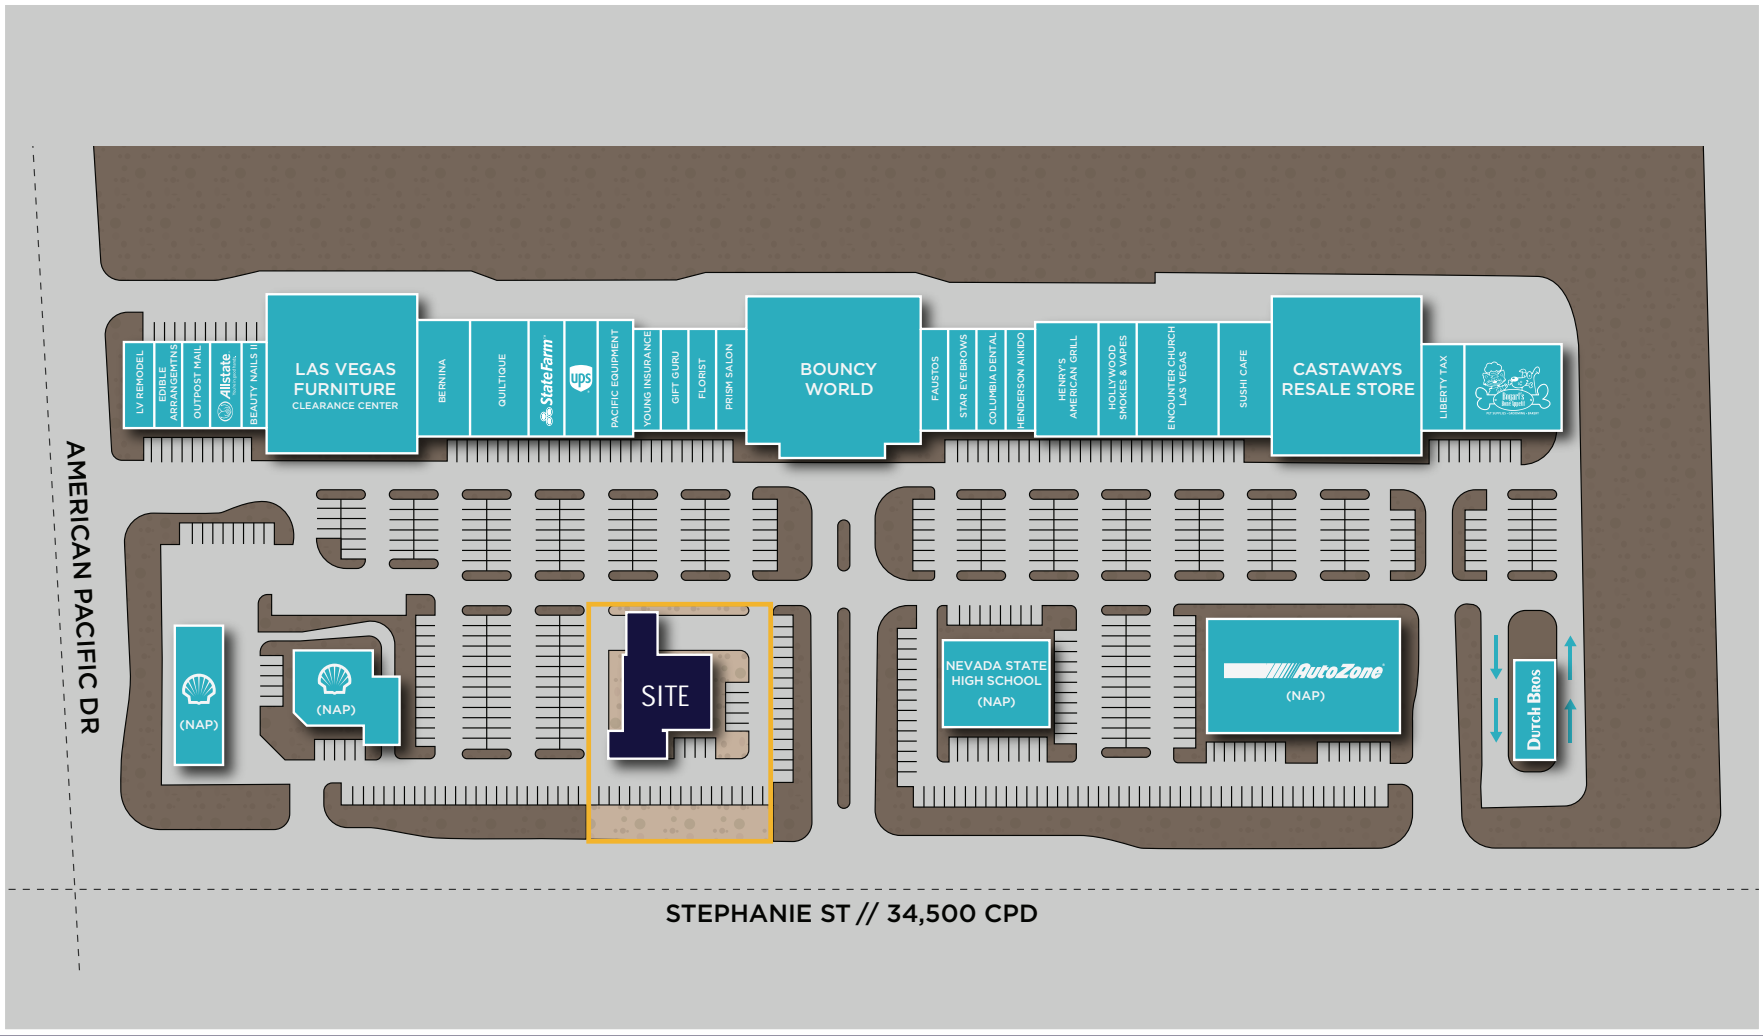 LV REMODEL
EDIBLE
ARRANGEMTNS
OUTPOST MAIL
Allstate
BEAUTY NAILS II
LAS VEGAS
FURNITURE
CLEARANCE CENTER
BERNINA
QUILTIQUE
StateFarm
ups
PACIFIC EQUIPMENT
YOUNG INSURANCE
GIFT GURU
FLORIST
PRISM SALON
BOUNCY
WORLD
FAUSTOS
STAR EYEBROWS
COLUMBIA DENTAL
HENDERSON AIKIDO
HENRY'S
AMERICAN GRILL
HOLLYWOOD
SMOKES & VAPES
ENCOUNTER CHURCH
LAS VEGAS
SUSHI CAFE
CASTAWAYS
RESALE STORE
LIBERTY TAX
AMERICAN PACIFIC DR
(NAP)
(NAP)
SITE
NEVADA STATE
HIGH SCHOOL
(NAP)
AutoZone
(NAP)
DUTCH BROS
STEPHANIE ST // 34,500 CPD